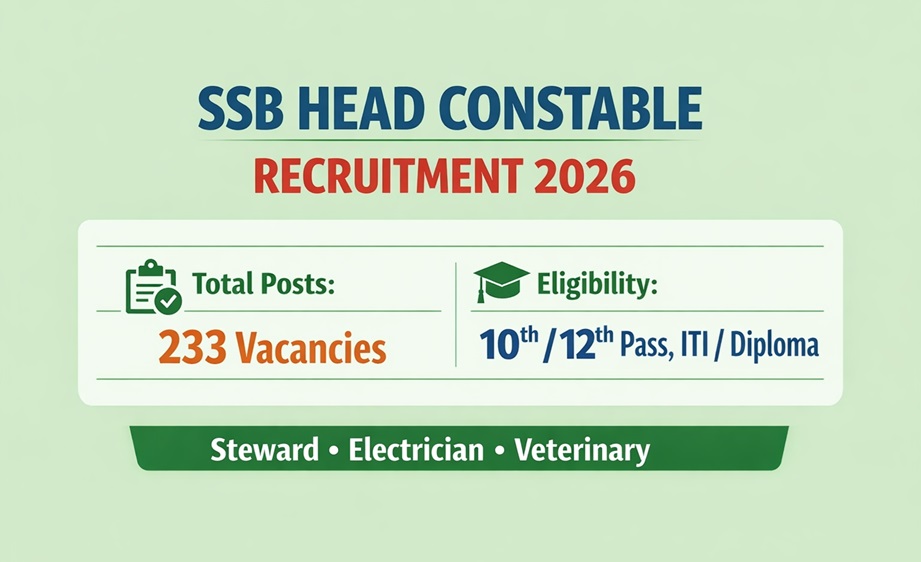 SSB HEAD CONSTABLE
RECRUITMENT 2026
Total Posts:
233 Vacancies
Eligibility:
10th/12th Pass, ITI / Diploma
Steward • Electrician • Veterinary